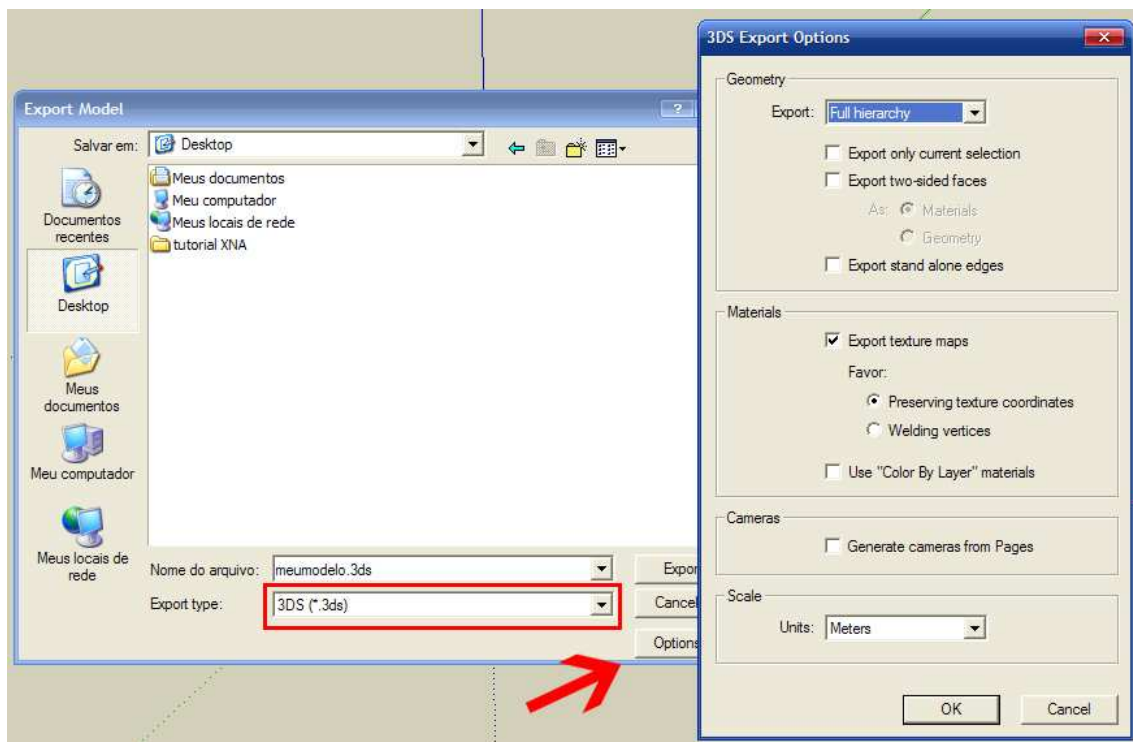 Export Model
?
Salvar em:
Desktop
Meus documentos
Meu computador
Meus locais de rede
tutorial XNA
Documentos
recentes
Desktop
Meus
documentos
Meu computador
Meus locais de
rede
Nome do arquivo:
meumodelo.3ds
Expor
Export type:
3DS (*.3ds)
Cancel
Options
3DS Export Options
Geometry
Export:
Full hierarchy
Export only current selection
Export two-sided faces
As:
Materials
Geometry
Export stand alone edges
Materials
Export texture maps
Favor:
Preserving texture coordinates
Welding vertices
Use "Color By Layer" materials
Cameras
Generate cameras from Pages
Scale
Units:
Meters
OK
Cancel